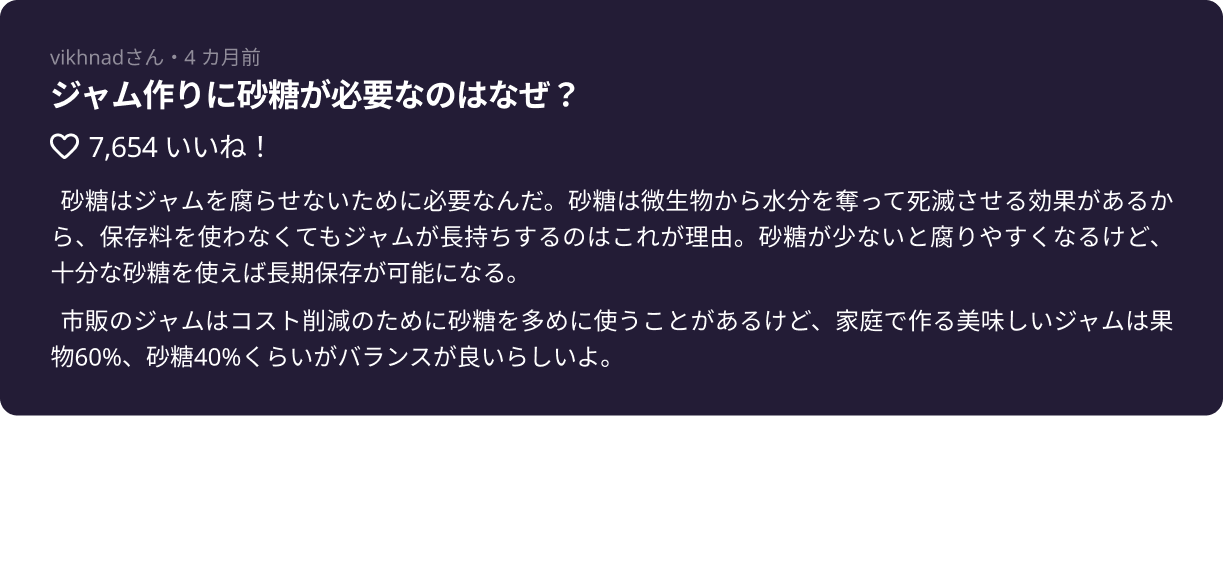 vikhnadさん・4 カ月前
ジャム作りに砂糖が必要なのはなぜ？
7,654 いいね！
砂糖はジャムを腐らせないために必要なんだ。砂糖は微生物から水分を奪って死滅させる効果があるか
ら、保存料を使わなくてもジャムが長持ちするのはこれが理由。砂糖が少ないと腐りやすくなるけど、
十分な砂糖を使えば長期保存が可能になる。
市販のジャムはコスト削減のために砂糖を多めに使うことがあるけど、家庭で作る美味しいジャムは果
物60%、砂糖40%くらいがバランスが良いらしいよ。